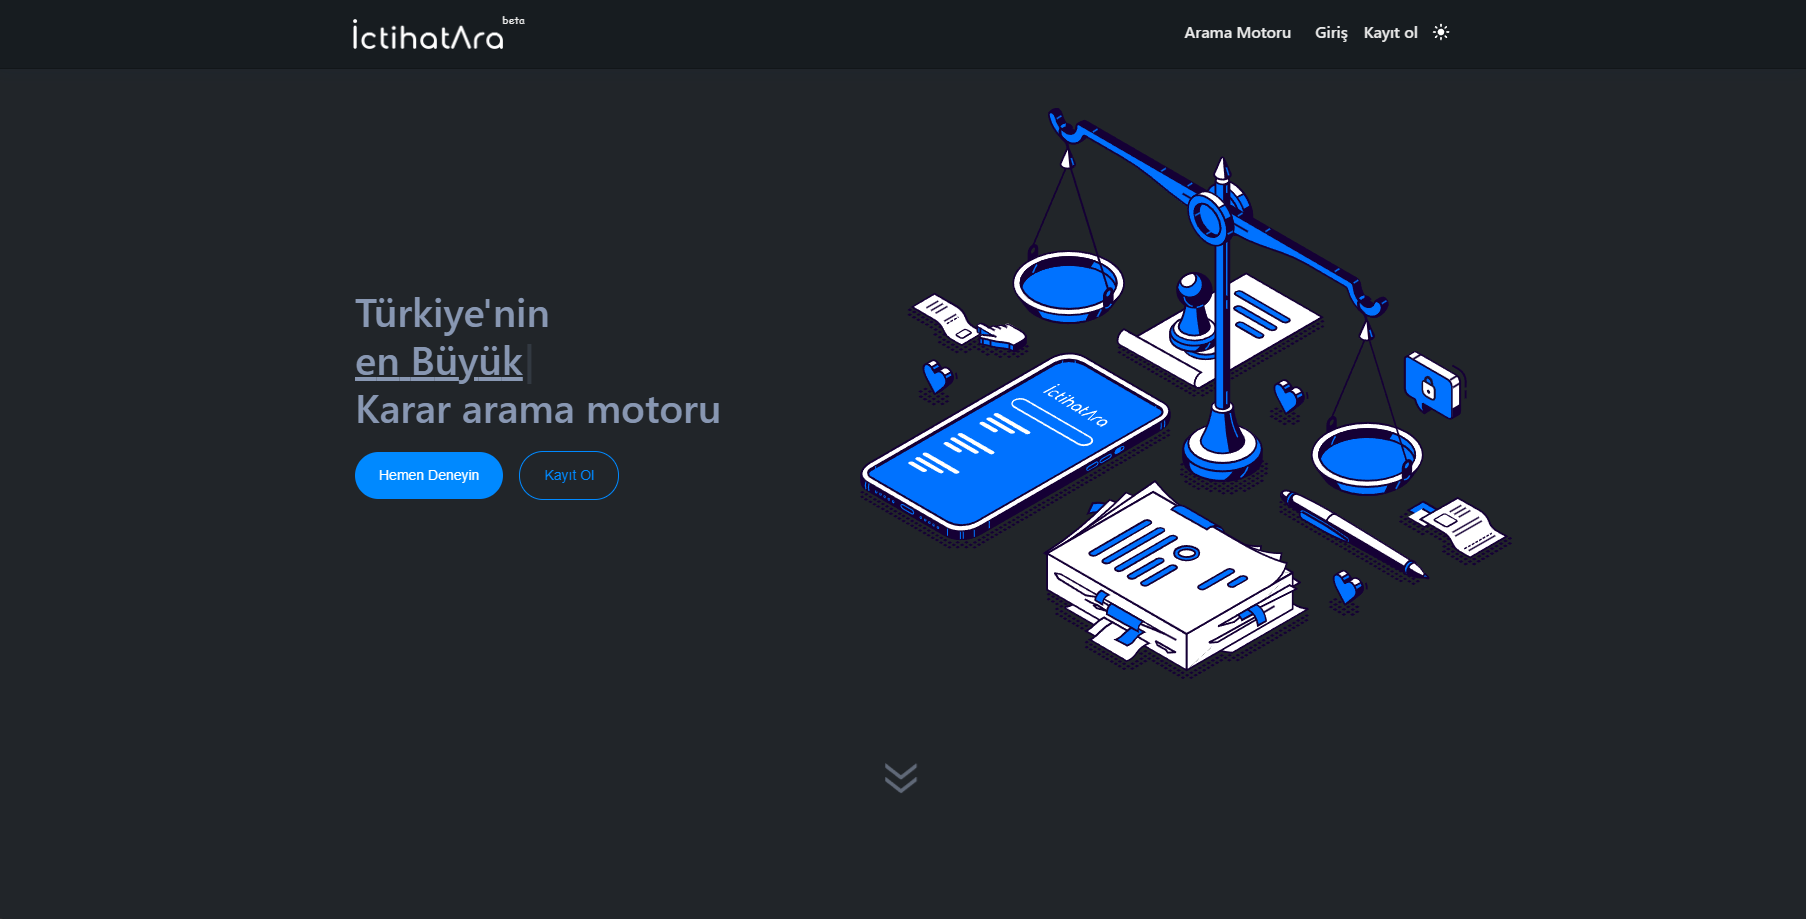 İctihatAra beta
Arama Motoru Giriş Kayıt ol
Türkiye'nin
en Büyük
Karar arama motoru
Hemen Deneyin Kayıt Ol
İctihatAra